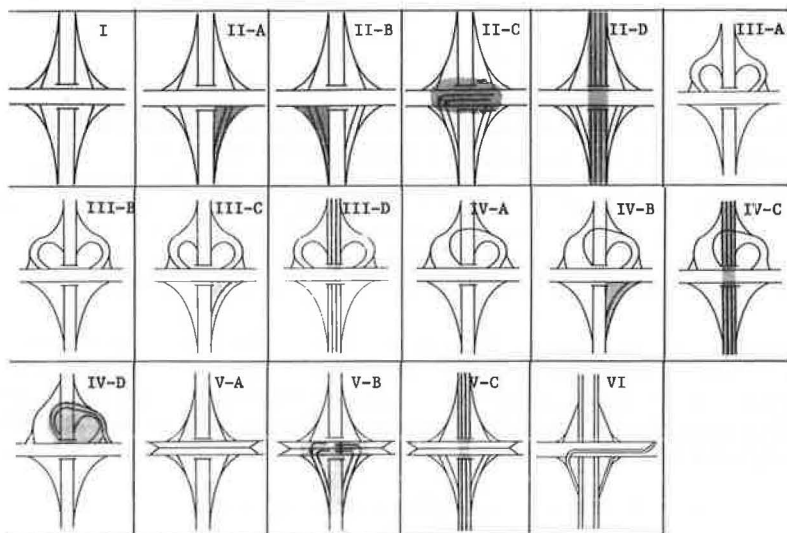 I
II-A
II-B
II-C
II-D
III-A
III-B
III-C
III-D
IV-A
IV-B
IV-C
IV-D
V-A
V-B
V-C
VI